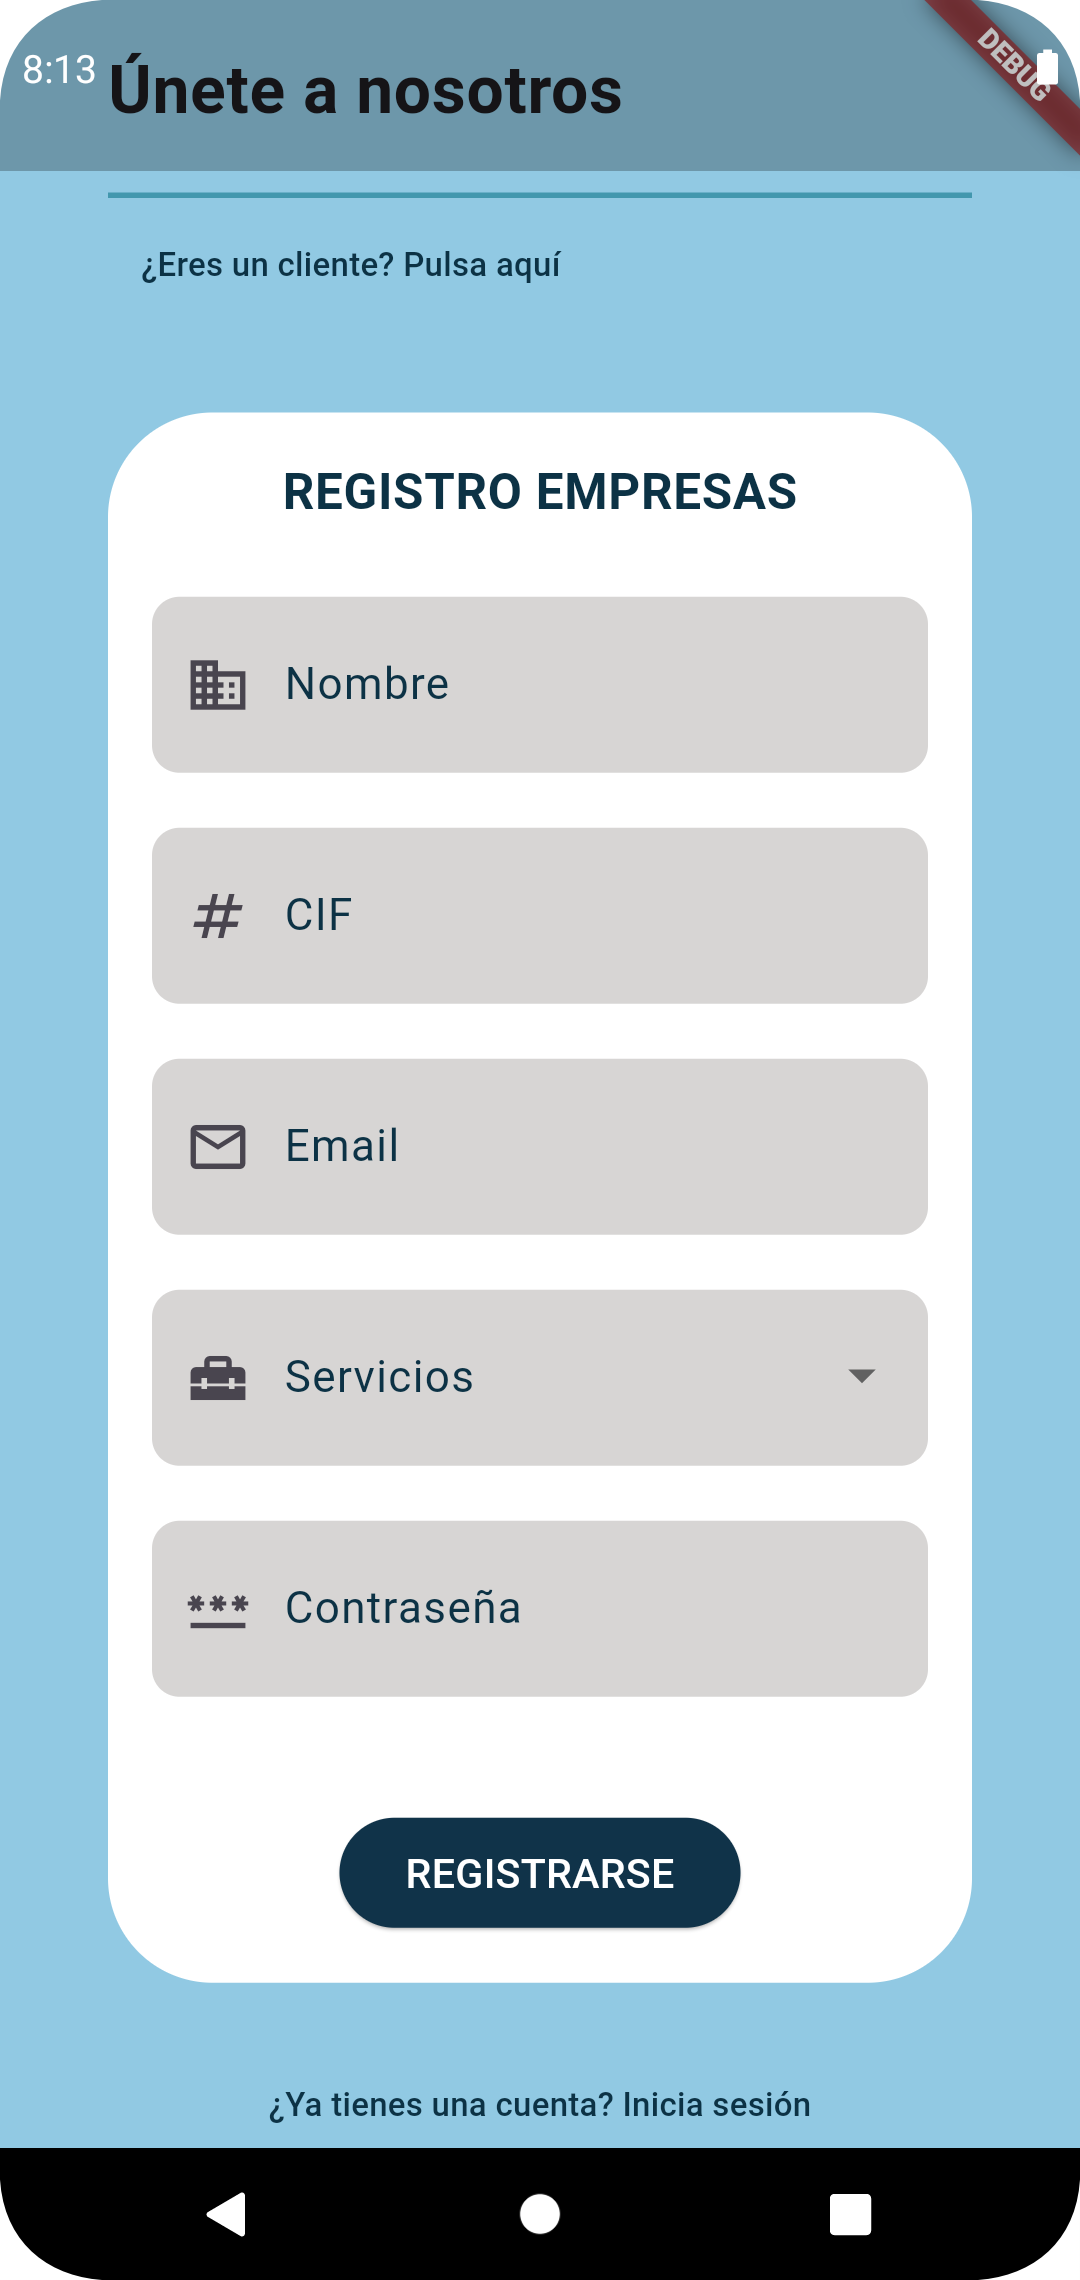 8:13
Únete a nosotros
DEBUG
¿Eres un cliente? Pulsa aquí
REGISTRO EMPRESAS
Nombre
# CIF
Email
Servicios
*** Contraseña
REGISTRARSE
¿Ya tienes una cuenta? Inicia sesión